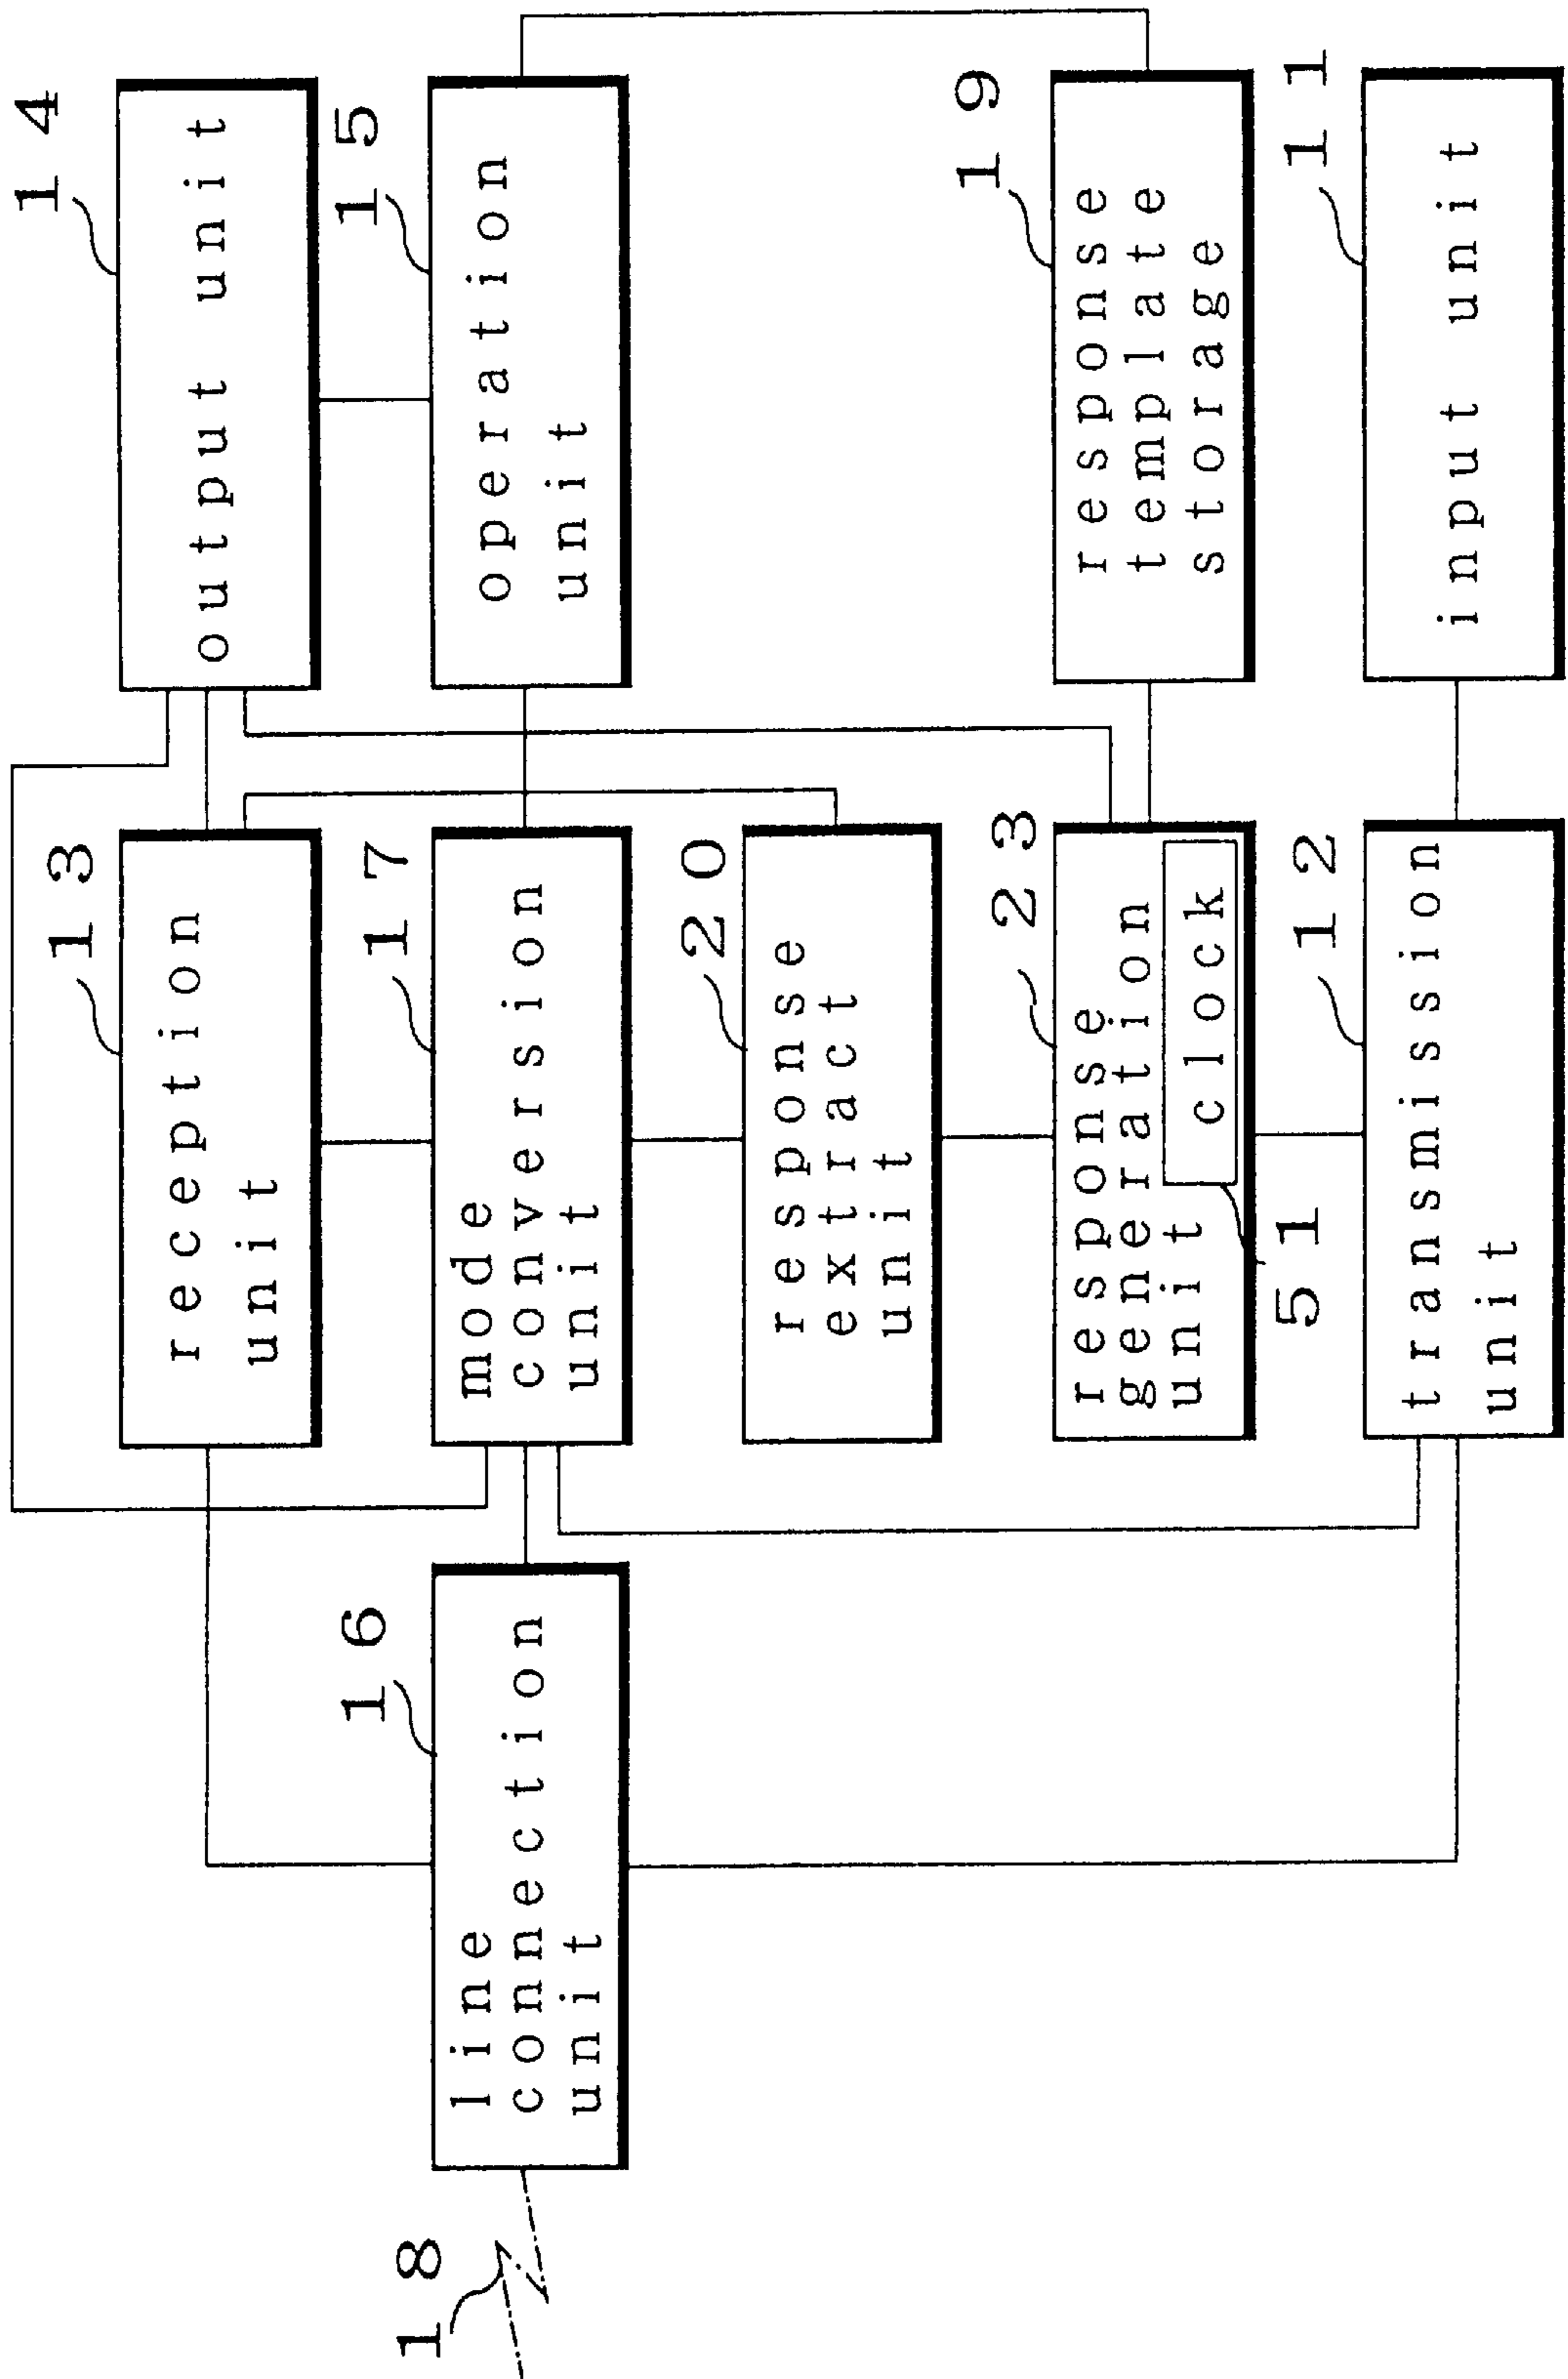 18
16
line
connection
unit
13
reception
unit
17
mode
conversion
unit
20
response
extract
unit
23
response
generation
unit
clock
51
12
transmission
unit
14
output unit
15
operation
unit
19
response
template
storage
11
input unit